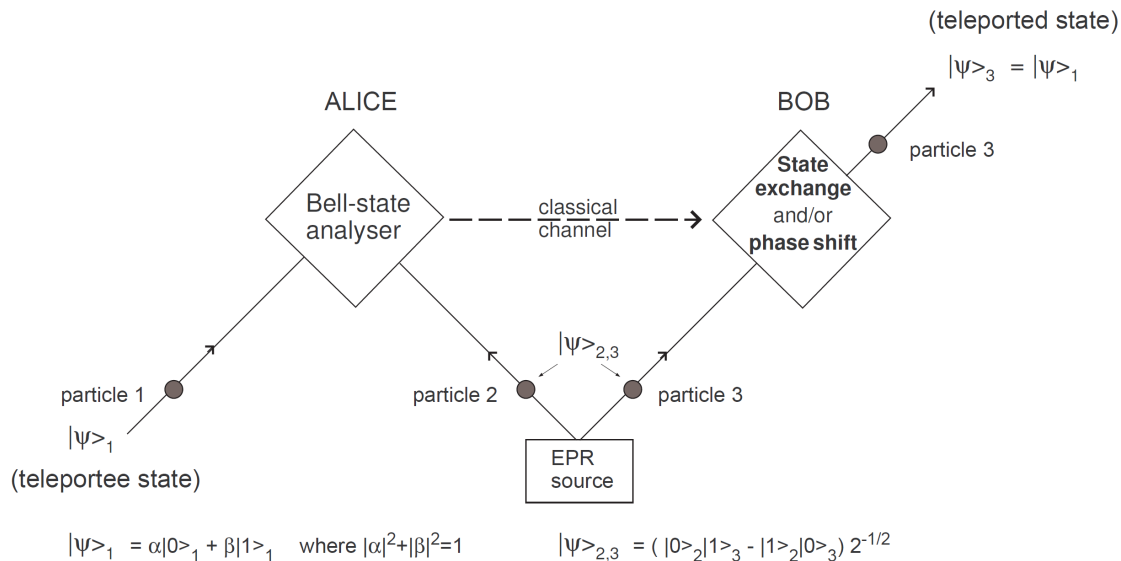 (teleported state)
|ψ>₃ = |ψ>₁
ALICE
BOB
particle 3
State
exchange
and/or
phase shift
Bell-state
analyser
classical
channel
|ψ>₂,₃
particle 1
particle 2
particle 3
|ψ>₁
(teleportee state)
EPR
source
|ψ>₁ = α|0>₁ + β|1>₁ where |α|²+|β|²=1
|ψ>₂,₃ = ( |0>₂|1>₃ - |1>₂|0>₃) 2⁻¹/²